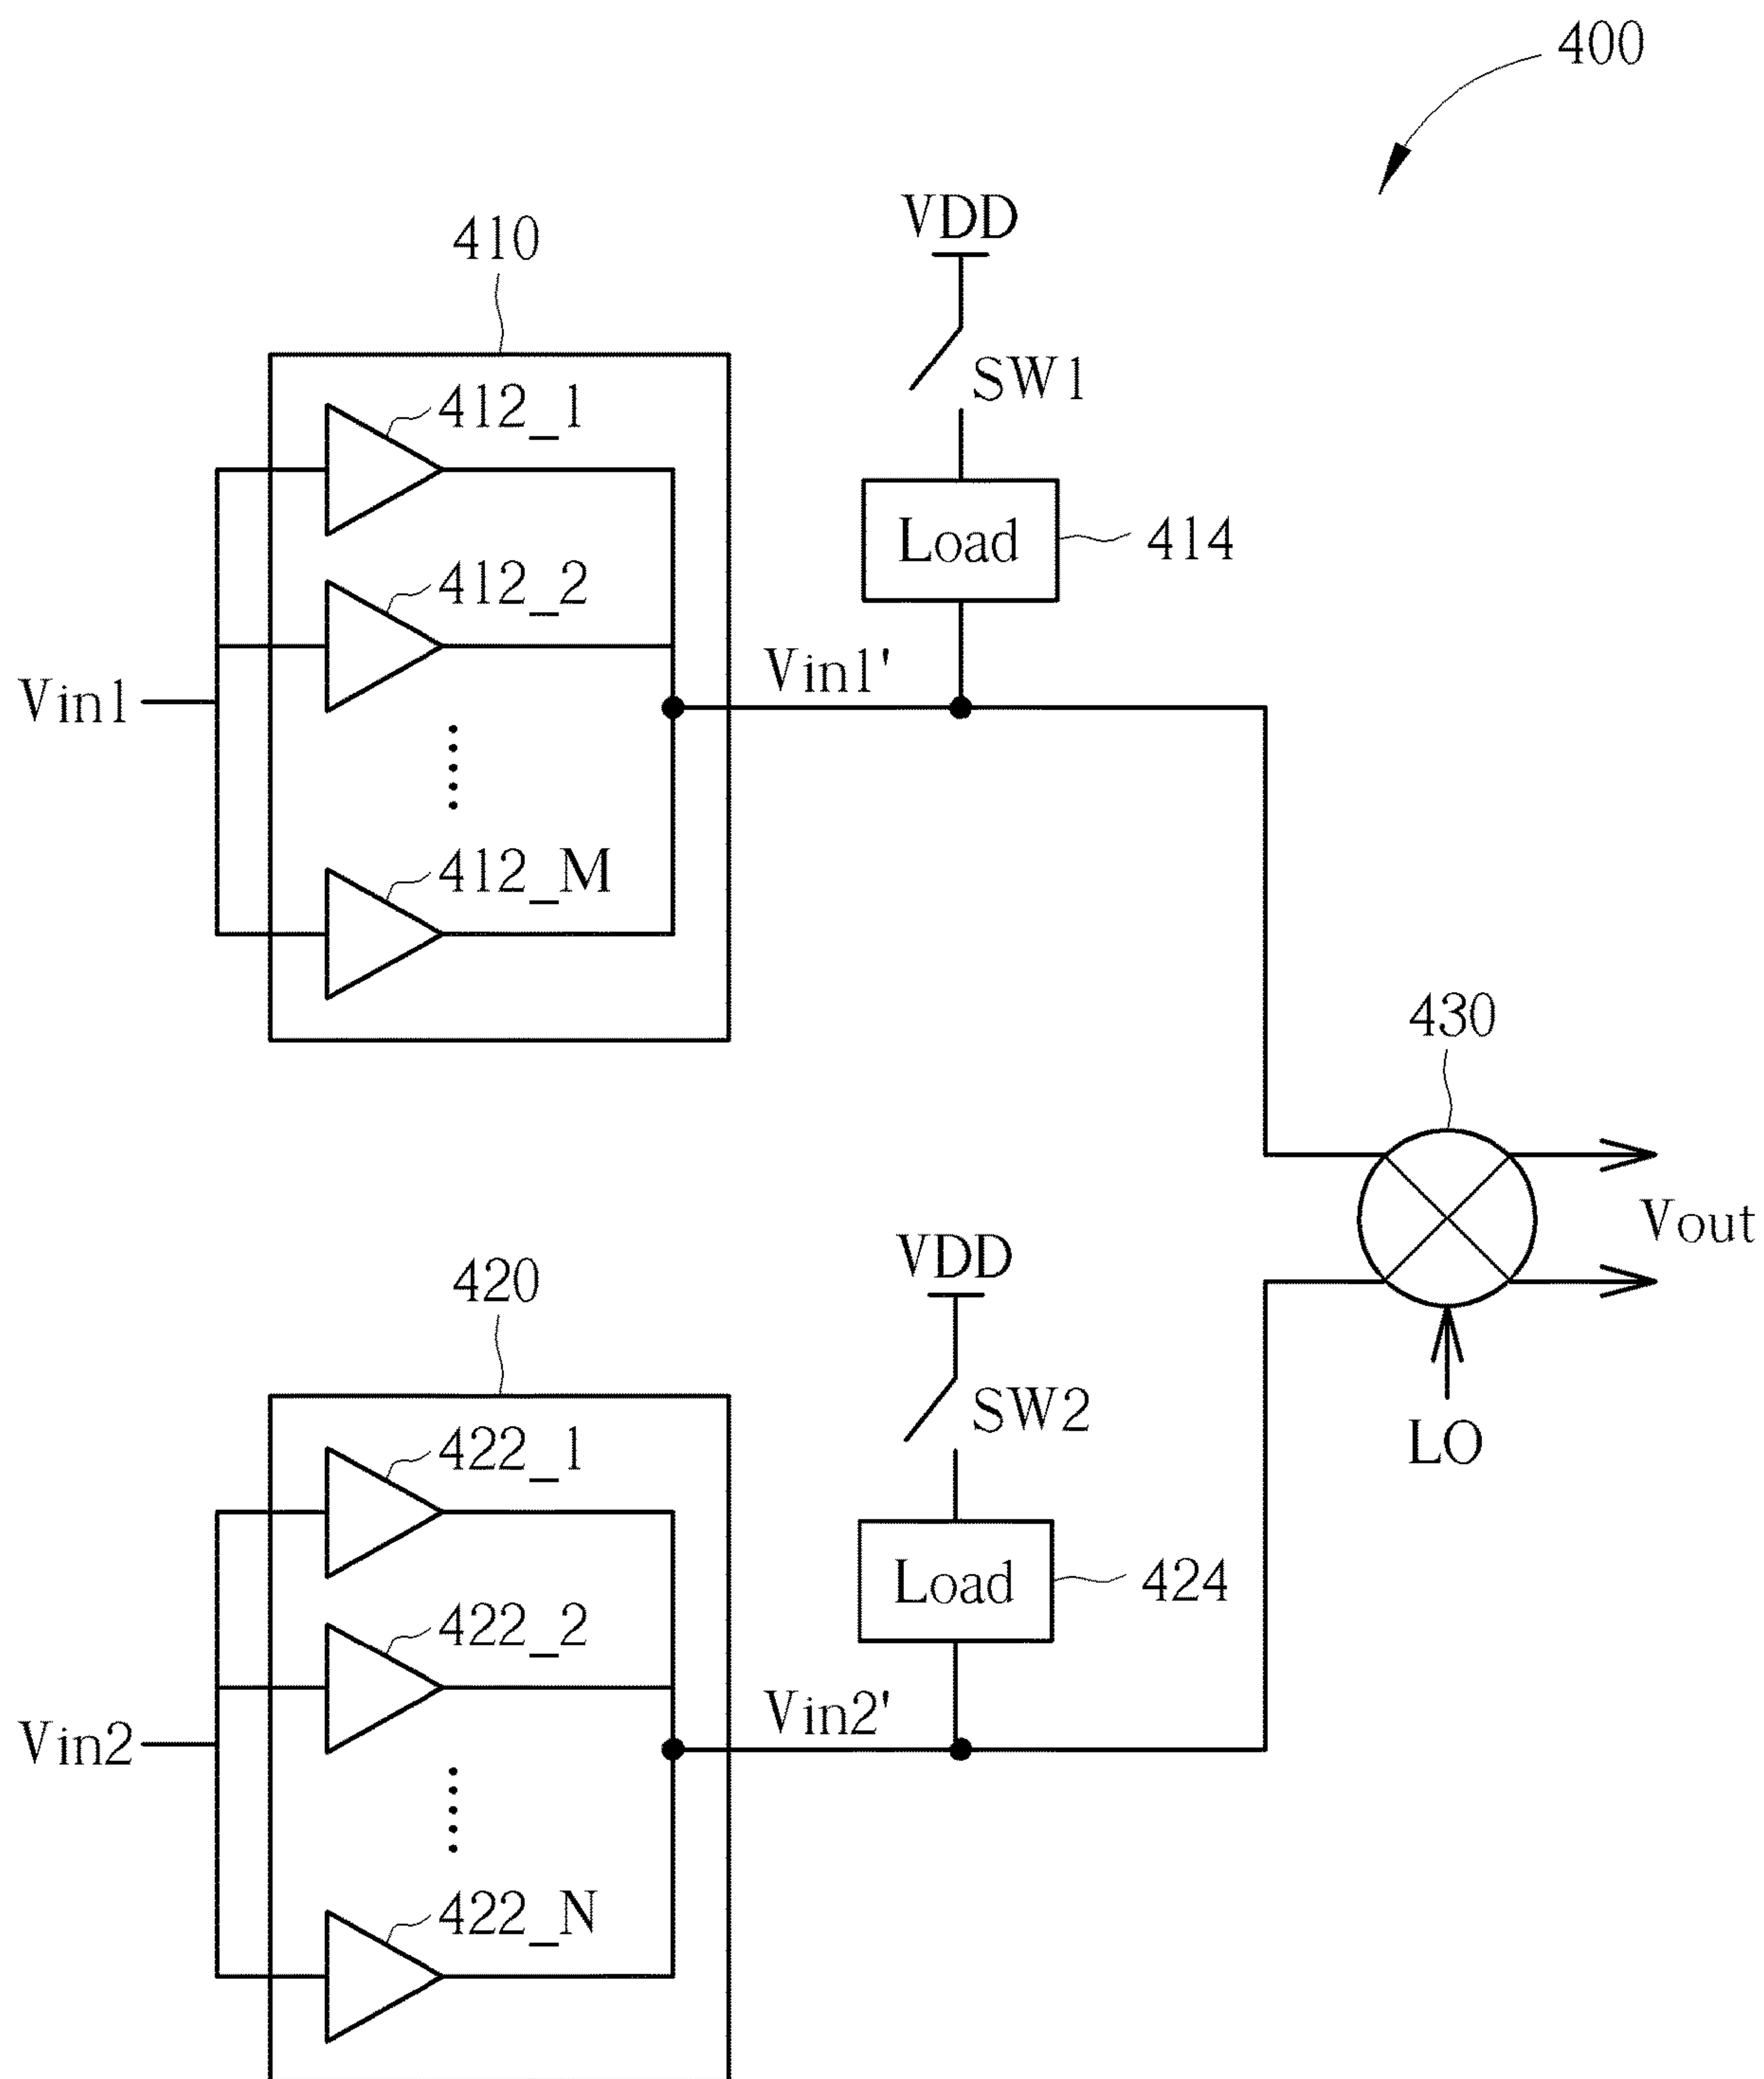 400
VDD
410
SW1
412_1
Load
414
412_2
Vin1'
Vin1
412_M
430
Vout
VDD
420
SW2
LO
422_1
Load
424
422_2
Vin2'
Vin2
422_N